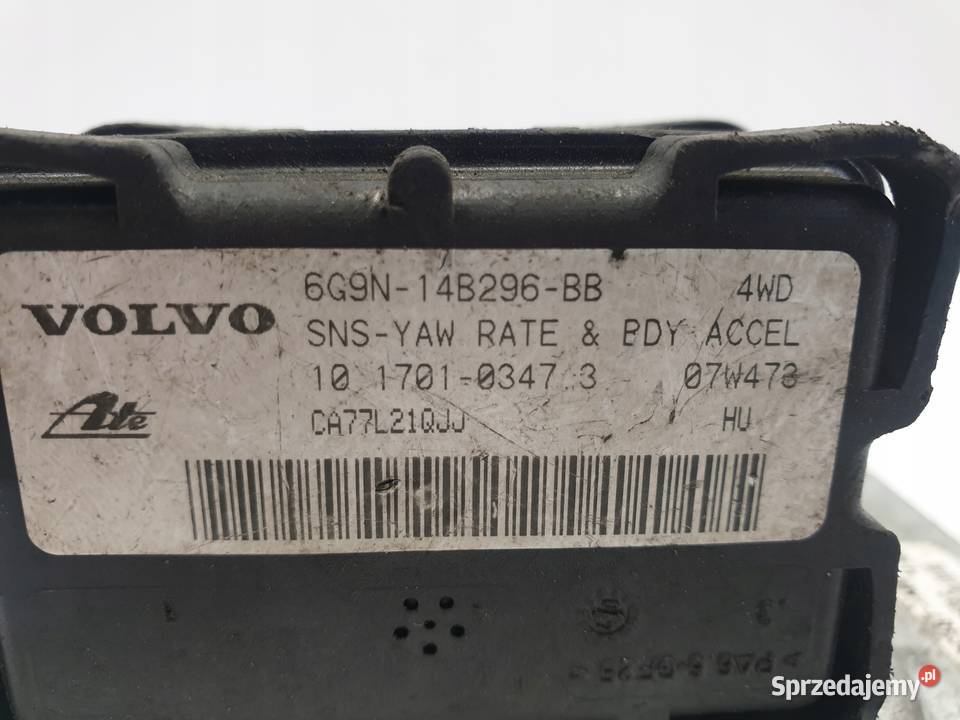 6G9N-14B296-BB 4WD
VOLVO
SNS-YAW RATE & BDY ACCEL
10.1701-0347.3 07W473
Ate
CA77L21QJJ HU
Sprzedajemy.pl